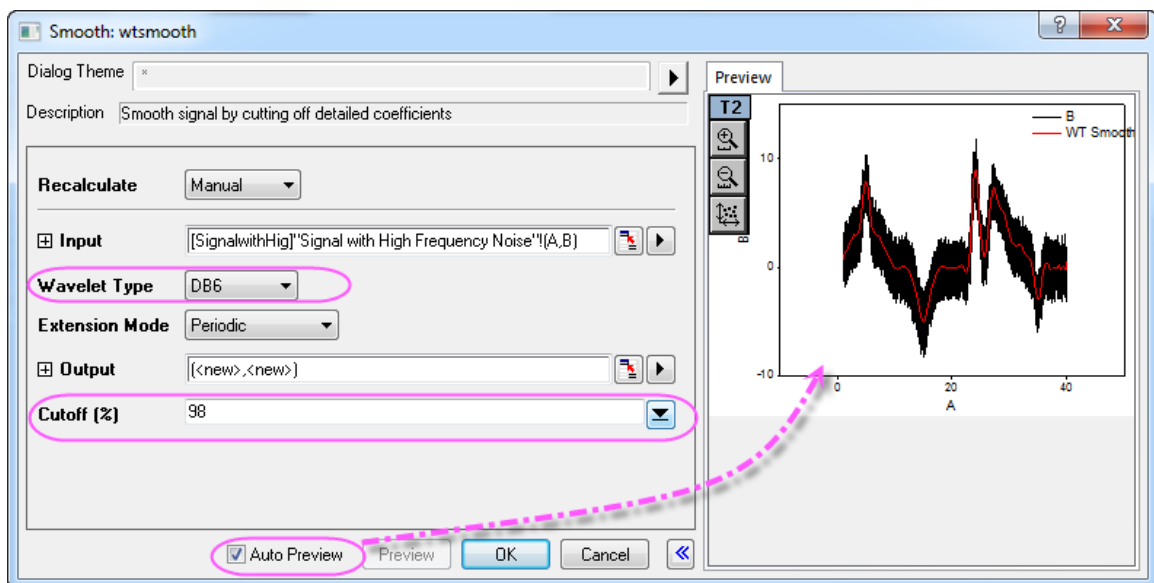 Smooth: wtsmooth
?
X
Dialog Theme *
Description Smooth signal by cutting off detailed coefficients
Recalculate Manual
Input [SignalwithHig]"Signal with High Frequency Noise"!(A,B)
Wavelet Type DB6
Extension Mode Periodic
Output (<new>,<new>)
Cutoff (%) 98
Auto Preview Preview OK Cancel
Preview
T2
B
WT Smooth
10
0
-10
B
0 20 40
A